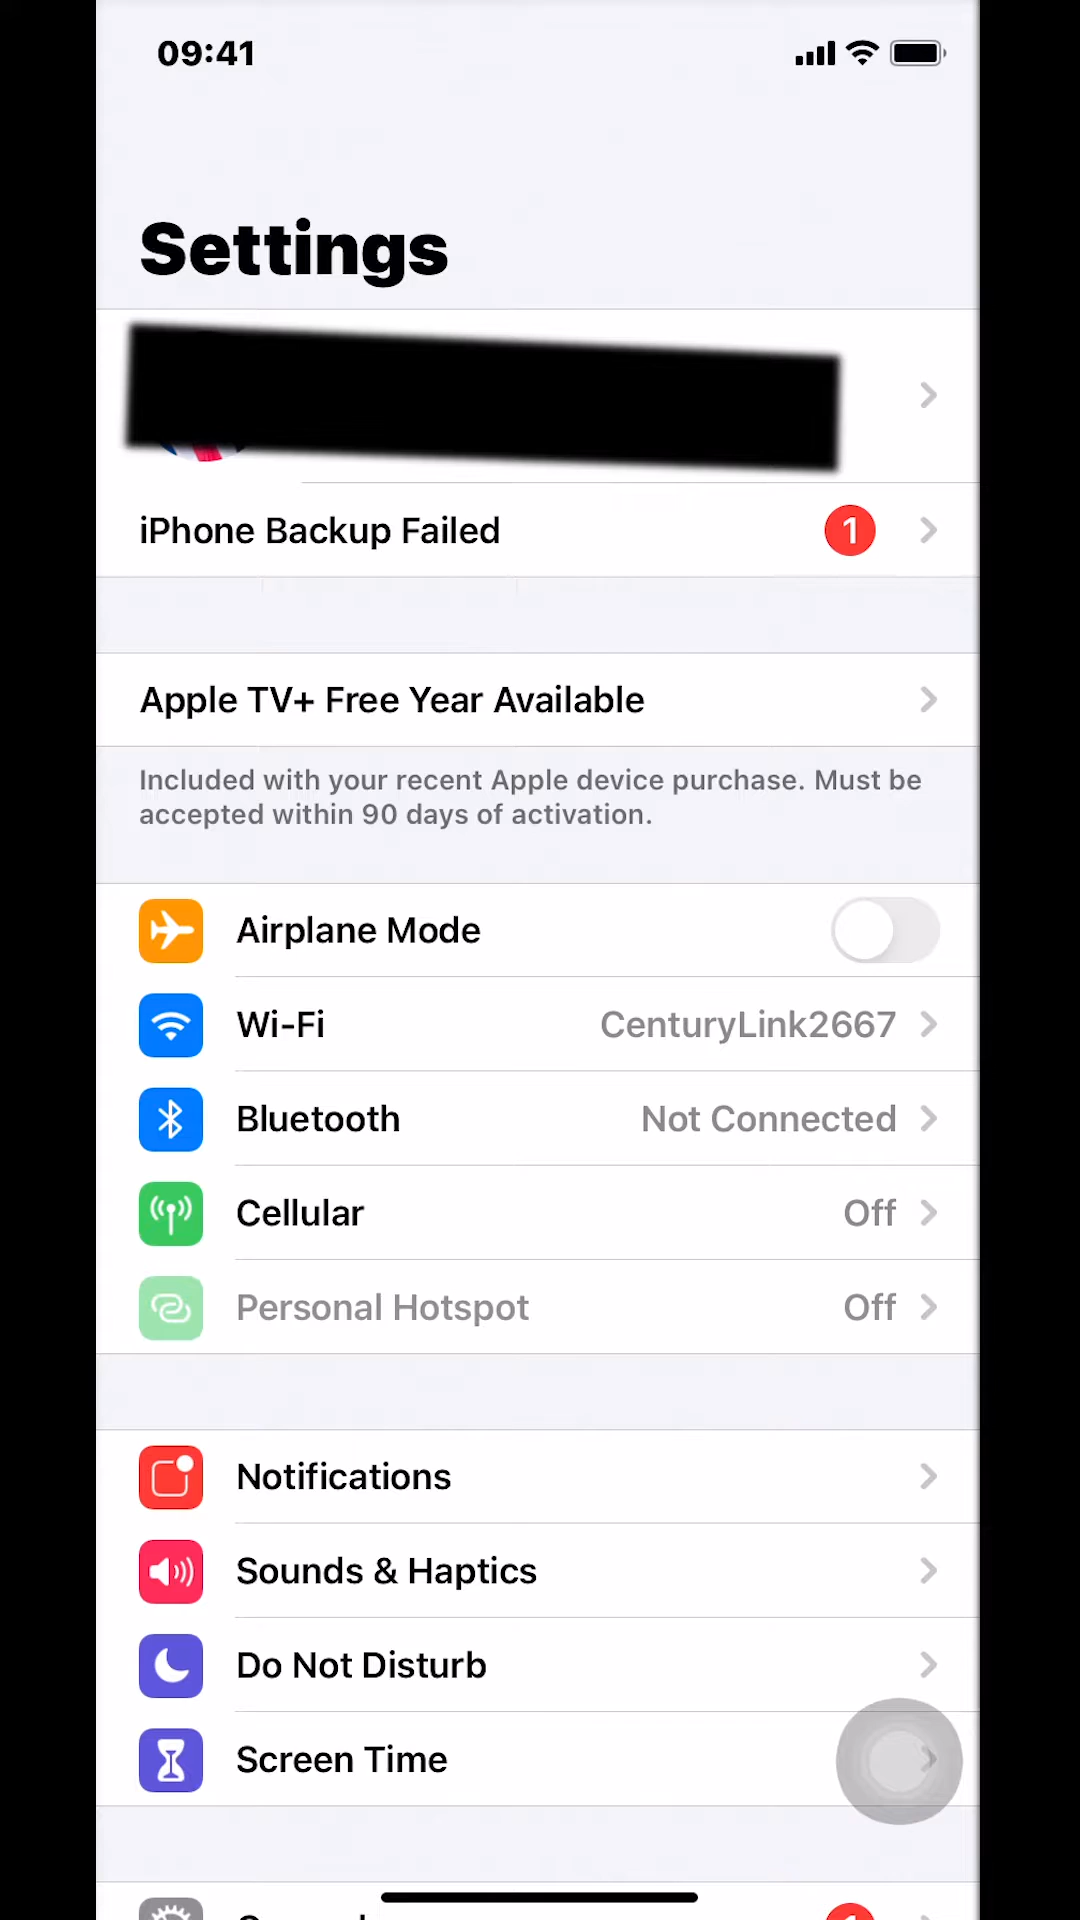 09:41
Settings
iPhone Backup Failed 1
Apple TV+ Free Year Available
Included with your recent Apple device purchase. Must be
accepted within 90 days of activation.
Airplane Mode
Wi-Fi CenturyLink2667
Bluetooth Not Connected
Cellular Off
Personal Hotspot Off
Notifications
Sounds & Haptics
Do Not Disturb
Screen Time